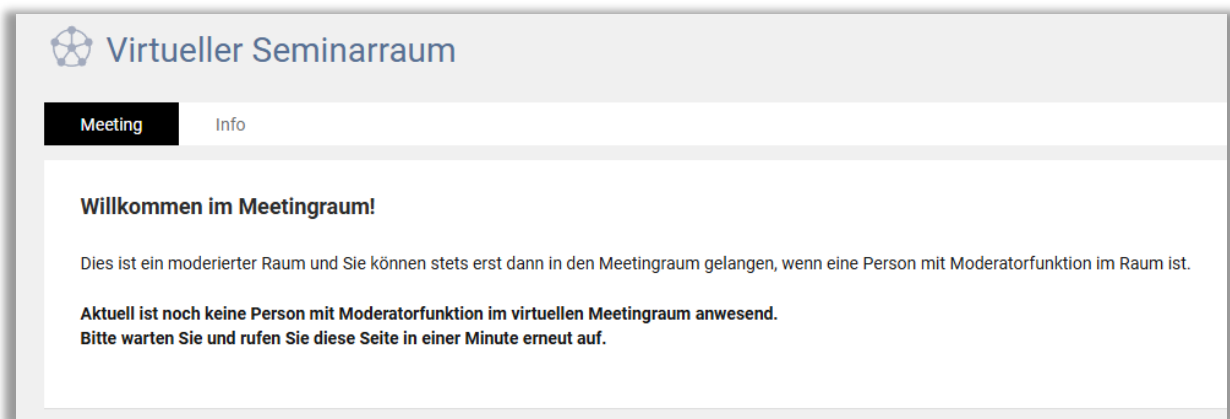 Virtueller Seminarraum
Meeting
Info
Willkommen im Meetingraum!
Dies ist ein moderierter Raum und Sie können stets erst dann in den Meetingraum gelangen, wenn eine Person mit Moderatorfunktion im Raum ist.
Aktuell ist noch keine Person mit Moderatorfunktion im virtuellen Meetingraum anwesend.
Bitte warten Sie und rufen Sie diese Seite in einer Minute erneut auf.